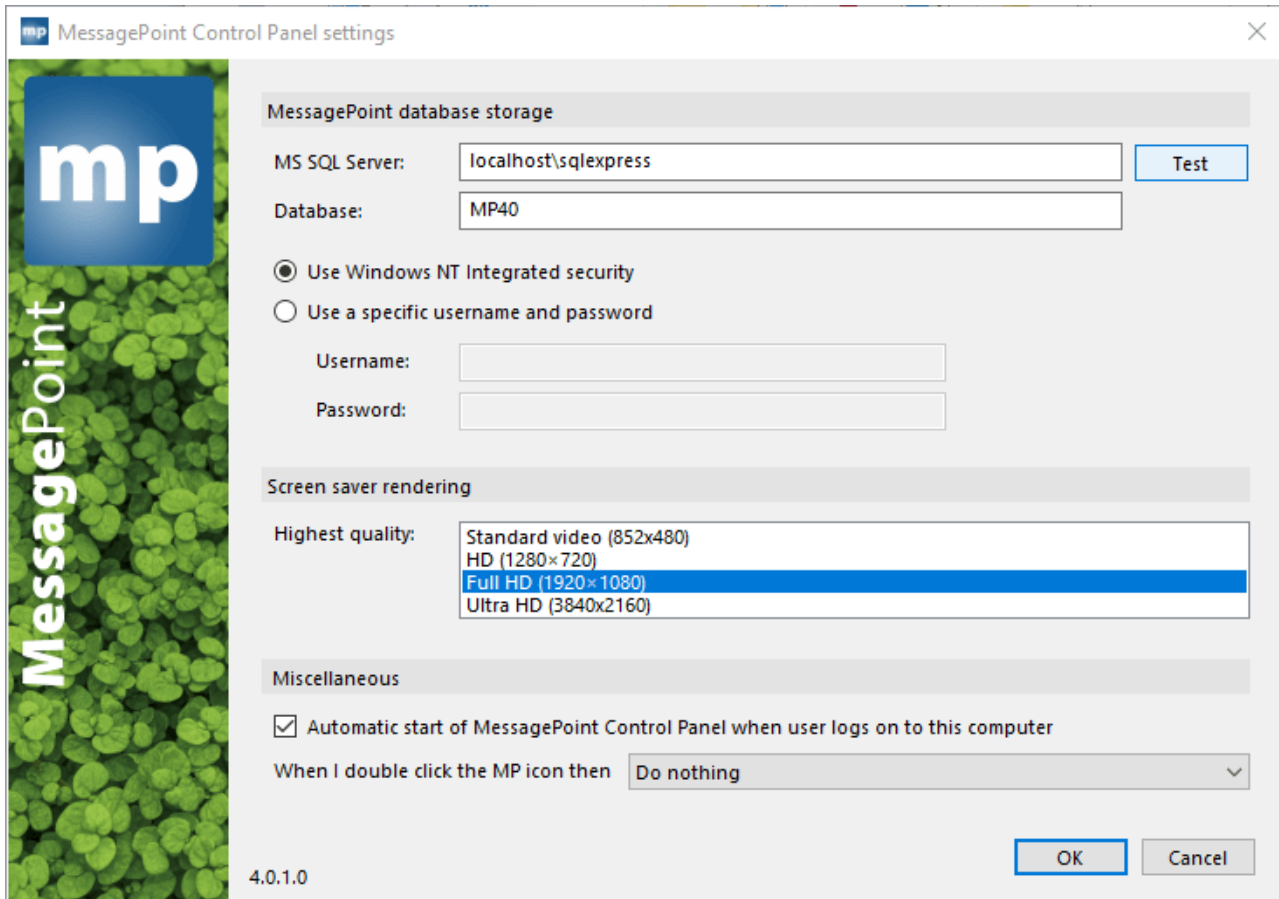 mp MessagePoint Control Panel settings
mp
MessagePoint
MessagePoint database storage
MS SQL Server: localhost\sqlexpress Test
Database: MP40
Use Windows NT Integrated security
Use a specific username and password
Username:
Password:
Screen saver rendering
Highest quality: Standard video (852x480)
HD (1280×720)
Full HD (1920×1080)
Ultra HD (3840x2160)
Miscellaneous
Automatic start of MessagePoint Control Panel when user logs on to this computer
When I double click the MP icon then Do nothing
OK Cancel
4.0.1.0